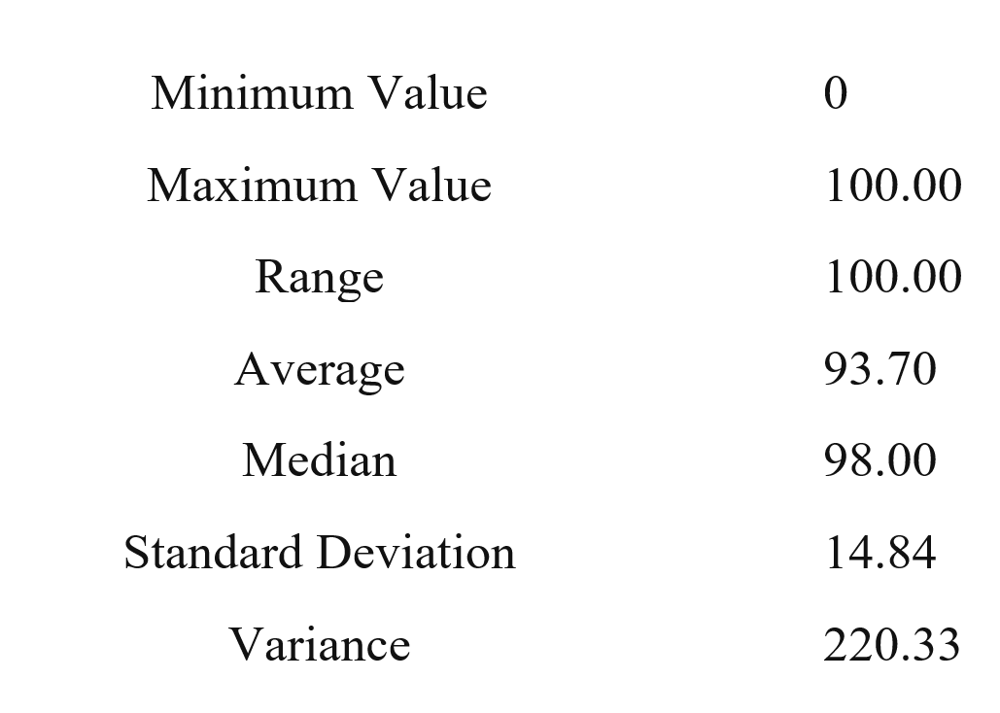 Minimum Value 0
Maximum Value 100.00
Range 100.00
Average 93.70
Median 98.00
Standard Deviation 14.84
Variance 220.33